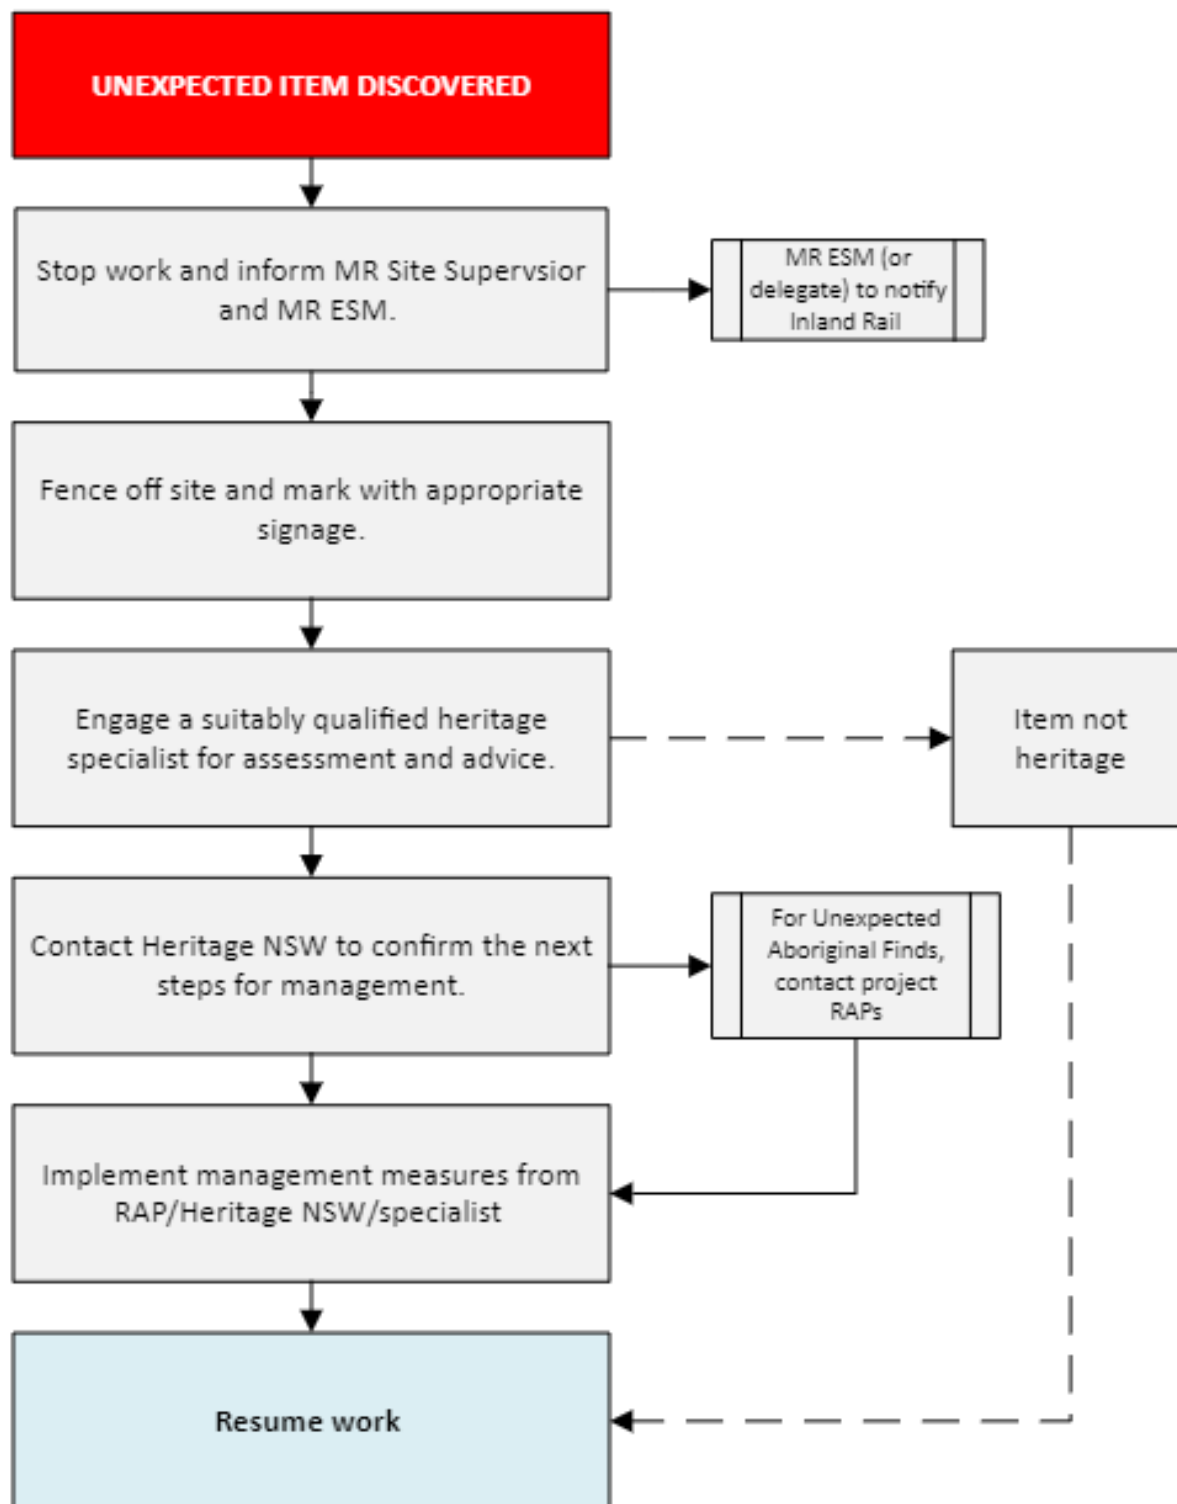 UNEXPECTED ITEM DISCOVERED
Stop work and inform MR Site Supervsior
and MR ESM.
MR ESM (or
delegate) to notify
Inland Rail
Fence off site and mark with appropriate
signage.
Engage a suitably qualified heritage
specialist for assessment and advice.
Item not
heritage
Contact Heritage NSW to confirm the next
steps for management.
For Unexpected
Aboriginal Finds,
contact project
RAPs
Implement management measures from
RAP/Heritage NSW/specialist
Resume work